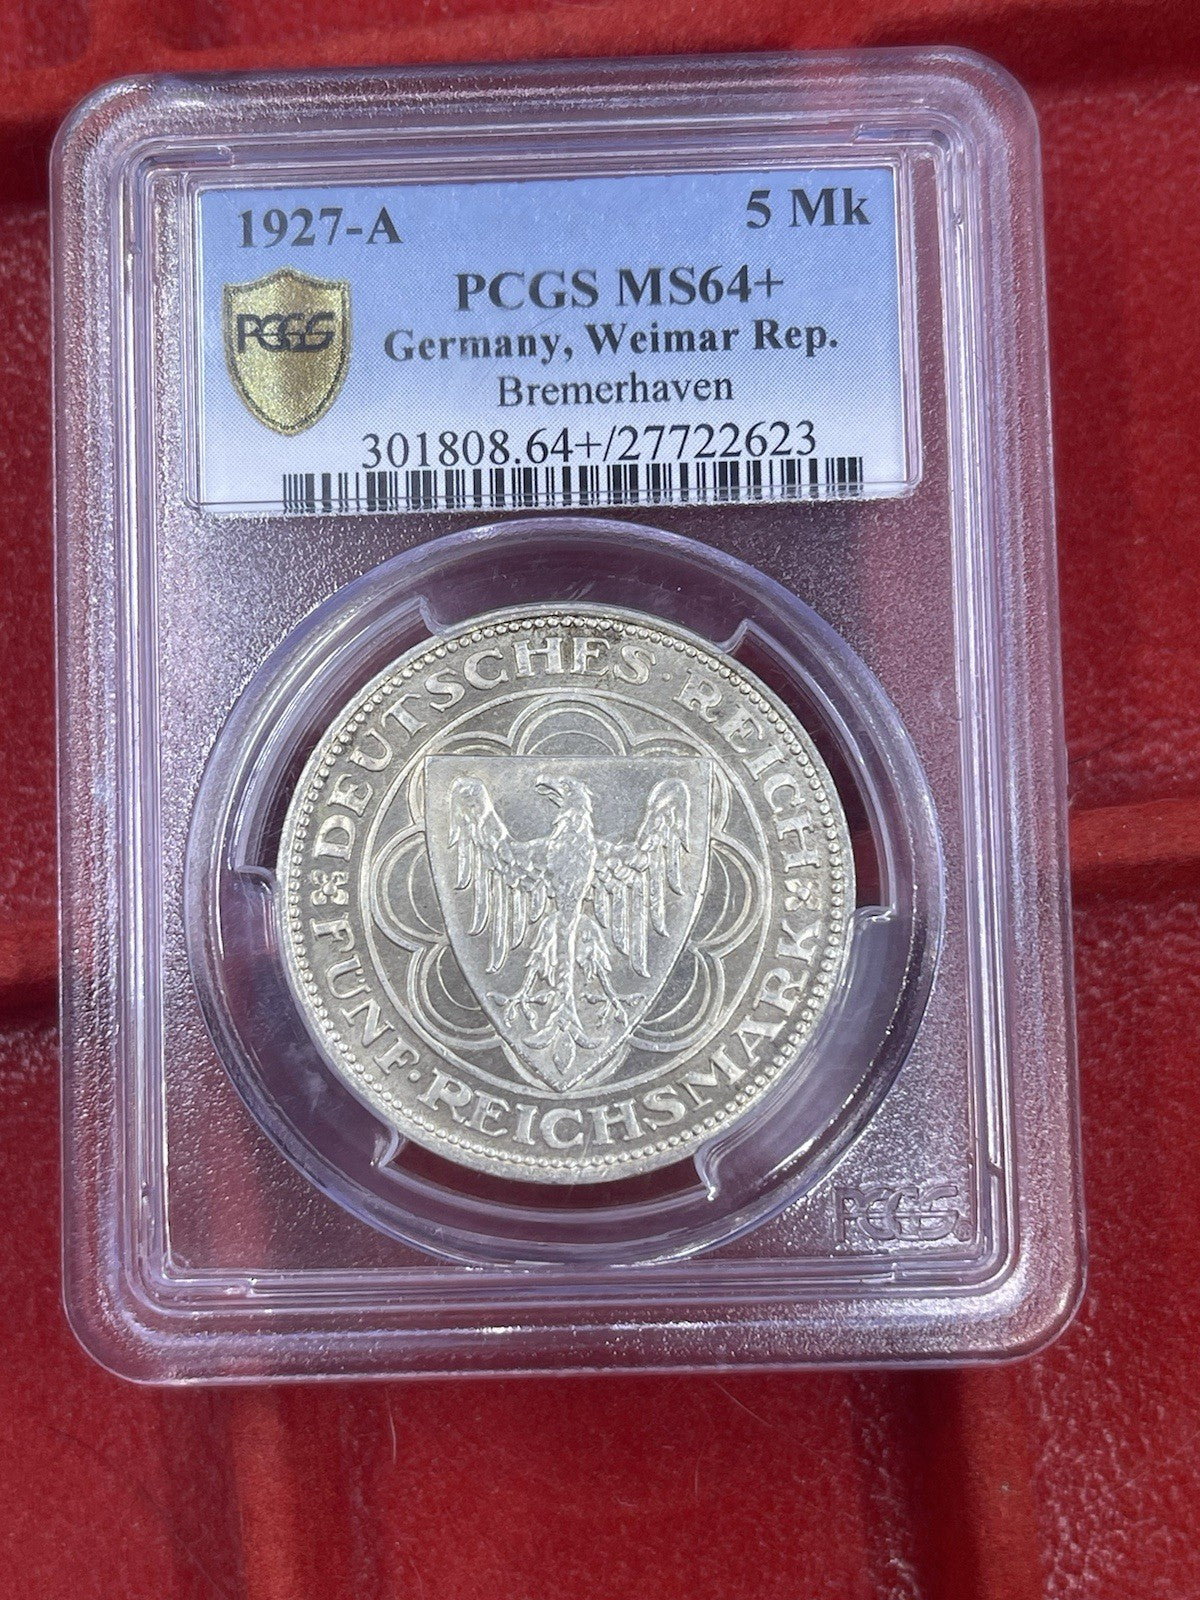 1927-A 5 Mk
PCGS MS64+
PCGS
Germany, Weimar Rep.
Bremerhaven
301808.64+/27722623
DEUTSCHES · REICH
FÜNF · REICHSMARK
PCGS